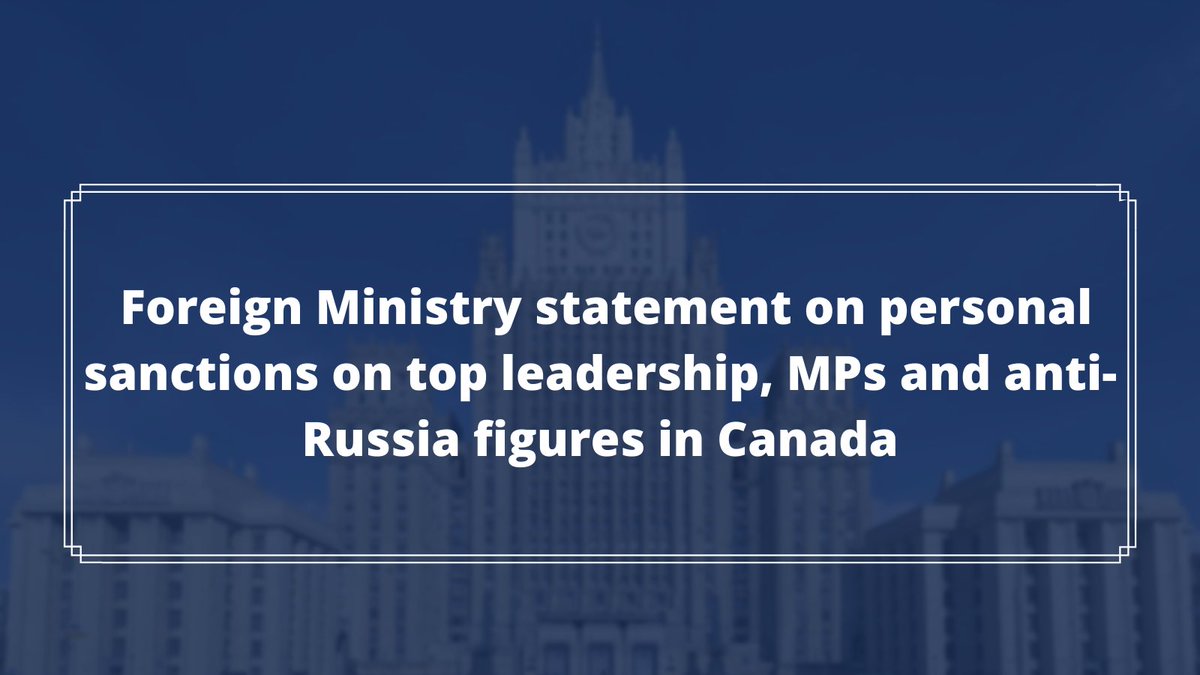 Foreign Ministry statement on personal
sanctions on top leadership, MPs and anti-
Russia figures in Canada